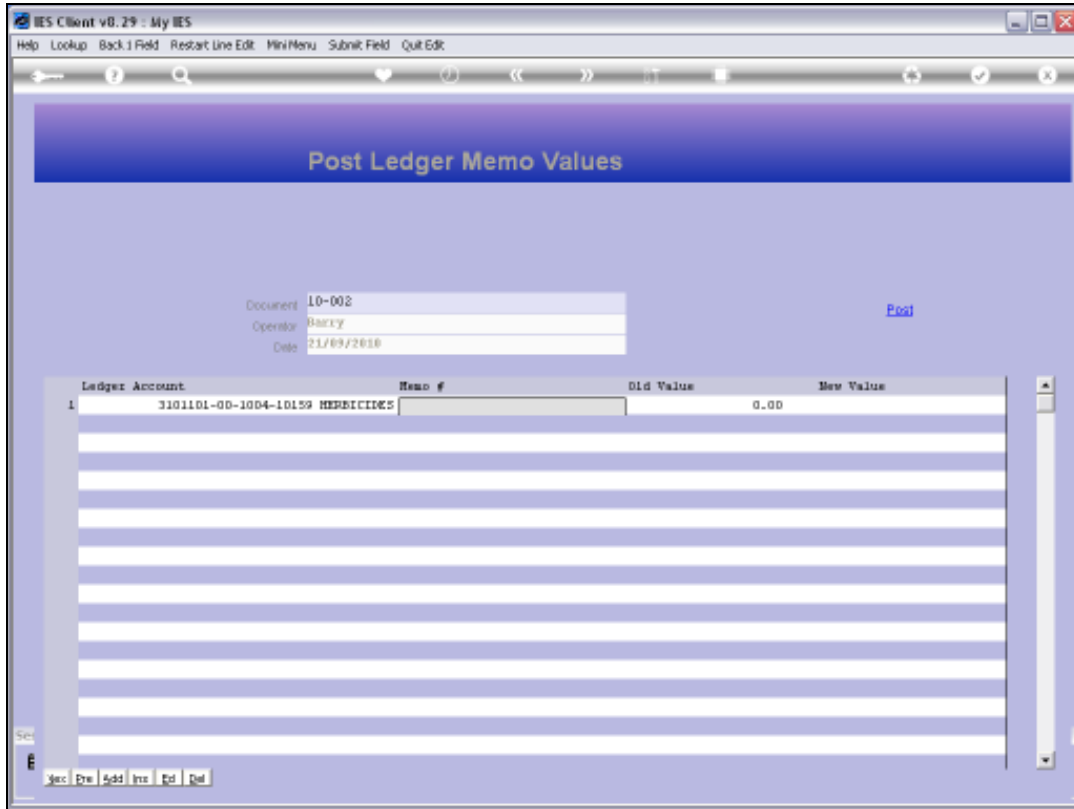 IES Client v8.29 : My IES
Help Lookup Back 1 Field Restart Line Edit MiniMenu Submit Field Quit Edit
Post Ledger Memo Values
Document 10-002
Post
Operator Barry
Date 21/09/2010
Ledger Account Memo # Old Value New Value
1 3101101-00-1004-10159 HERBICIDES 0.00
Pre Add Ins Ed Del